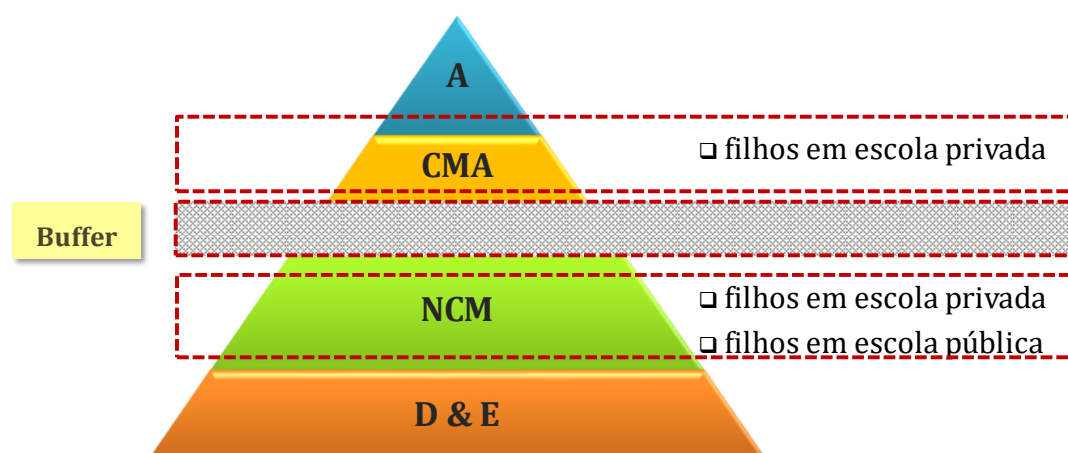 A
CMA
❑ filhos em escola privada
Buffer
NCM
❑ filhos em escola privada
❑ filhos em escola pública
D & E